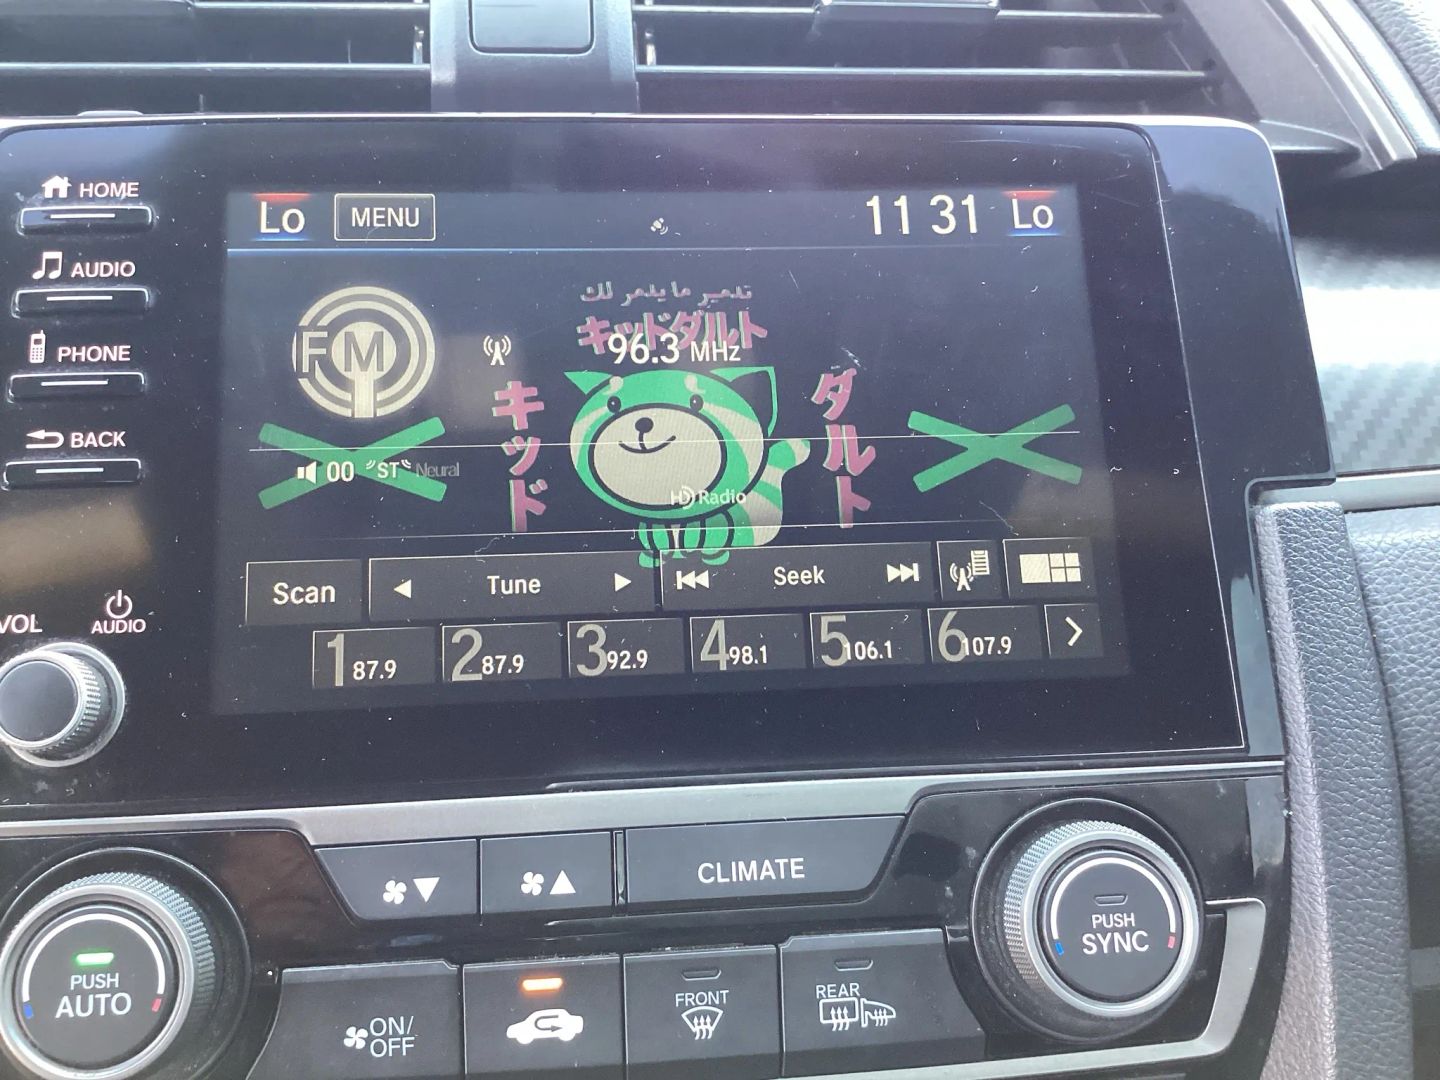 HOME
Lo MENU 11 31 Lo
AUDIO
PHONE
BACK
FM
تدمير ما يدمر لك
キッドダルト
96.3 MHz
キッド
ダルト
00 ST Neural
HD Radio
Scan Tune Seek
1 87.9 2 87.9 3 92.9 4 98.1 5 106.1 6 107.9
VOL AUDIO
CLIMATE
PUSH AUTO
PUSH SYNC
ON/OFF
FRONT
REAR